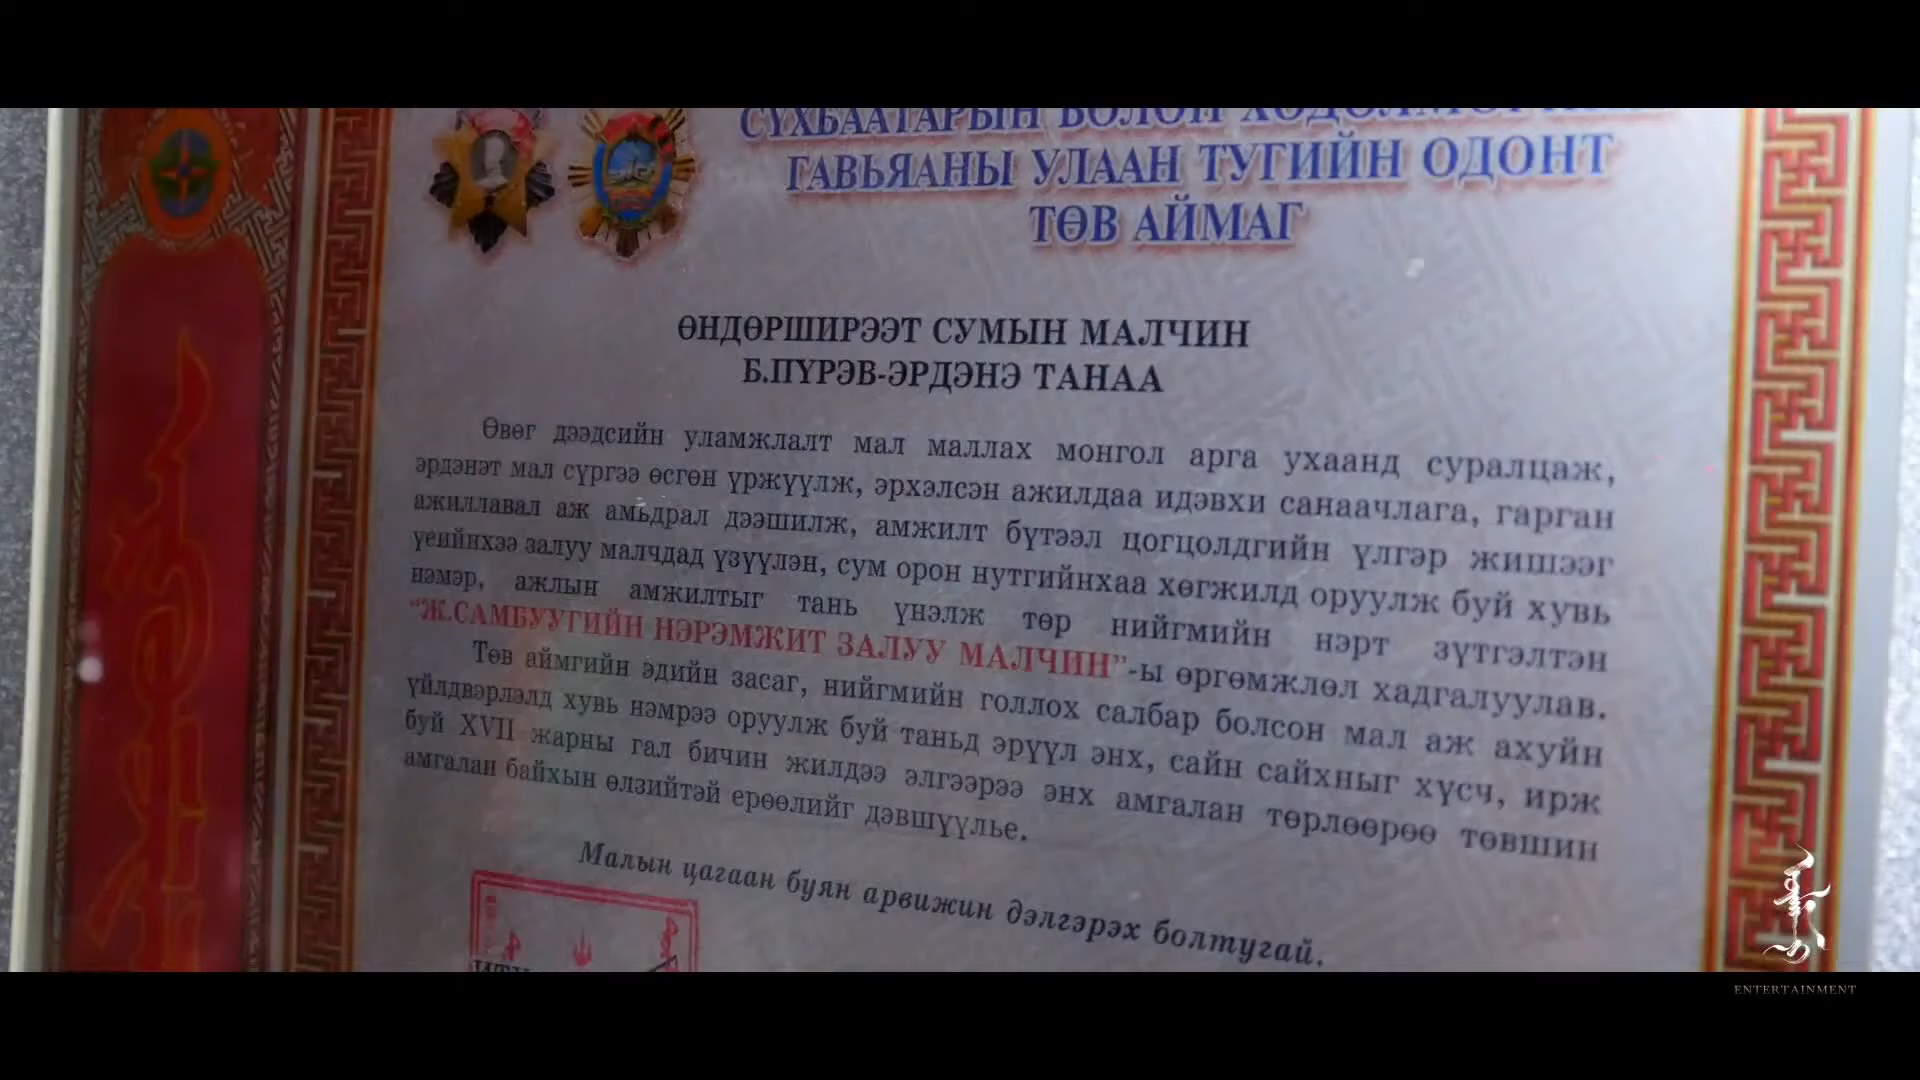 СҮХБААТАРЫН БОЛОН ХӨДӨЛМӨРИЙН
ГАВЬЯАНЫ УЛААН ТУГИЙН ОДОНТ
ТӨВ АЙМАГ
ӨНДӨРШИРЭЭТ СУМЫН МАЛЧИН
Б.ПҮРЭВ-ЭРДЭНЭ ТАНАА
Өвөг дээдсийн уламжлалт мал маллах монгол арга ухаанд суралцаж,
эрдэнэт мал сүргээ өсгөн үржүүлж, эрхэлсэн ажилдаа идэвхи санаачлага, гарган
ажиллавал аж амьдрал дээшилж, амжилт бүтээл цогцолдгийн үлгэр жишээг
үеийнхээ залуу малчдад үзүүлэн, сум орон нутгийнхаа хөгжилд оруулж буй хувь
нэмэр, ажлын амжилтыг тань үнэлж төр нийгмийн нэрт зүтгэлтэн
"Ж.САМБУУГИЙН НЭРЭМЖИТ ЗАЛУУ МАЛЧИН"-ы өргөмжлөл хадгалуулав.
Төв аймгийн эдийн засаг, нийгмийн голлох салбар болсон мал аж ахуйн
үйлдвэрлэлд хувь нэмрээ оруулж буй таньд эрүүл энх, сайн сайхныг хүсч, ирж
буй XVII жарны гал бичин жилдээ элгээрээ энх амгалан төрлөөрөө төвшин
амгалан байхын өлзийтэй ерөөлийг дэвшүүлье.
Малын цагаан буян арвижин дэлгэрэх болтугай.
ENTERTAINMENT